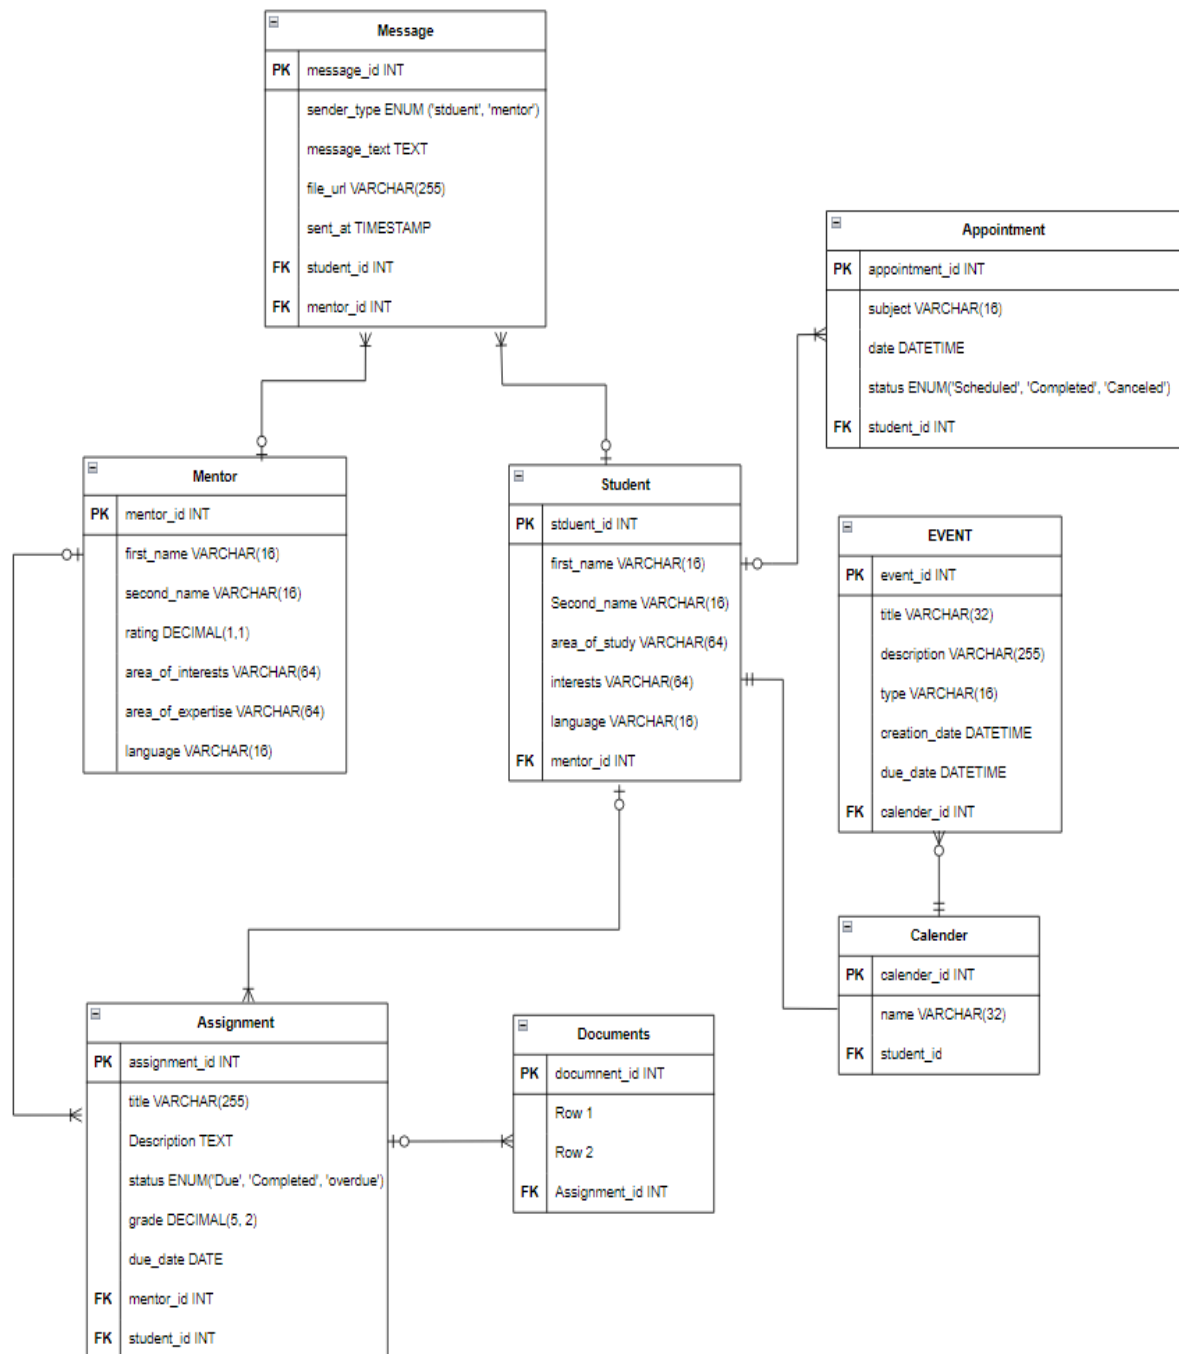 Message
PK message_id INT
sender_type ENUM ('stduent', 'mentor')
message_text TEXT
file_url VARCHAR(255)
sent_at TIMESTAMP
FK student_id INT
FK mentor_id INT
Appointment
PK appointment_id INT
subject VARCHAR(16)
date DATETIME
status ENUM('Scheduled', 'Completed', 'Canceled')
FK student_id INT
Mentor
PK mentor_id INT
first_name VARCHAR(16)
second_name VARCHAR(16)
rating DECIMAL(1,1)
area_of_interests VARCHAR(64)
area_of_expertise VARCHAR(64)
language VARCHAR(16)
Student
PK stduent_id INT
first_name VARCHAR(16)
Second_name VARCHAR(16)
area_of_study VARCHAR(64)
interests VARCHAR(64)
language VARCHAR(16)
FK mentor_id INT
EVENT
PK event_id INT
title VARCHAR(32)
description VARCHAR(255)
type VARCHAR(16)
creation_date DATETIME
due_date DATETIME
FK calender_id INT
Calender
PK calender_id INT
name VARCHAR(32)
FK student_id
Assignment
PK assignment_id INT
title VARCHAR(255)
Description TEXT
status ENUM('Due', 'Completed', 'overdue')
grade DECIMAL(5, 2)
due_date DATE
FK mentor_id INT
FK student_id INT
Documents
PK documnent_id INT
Row 1
Row 2
FK Assignment_id INT